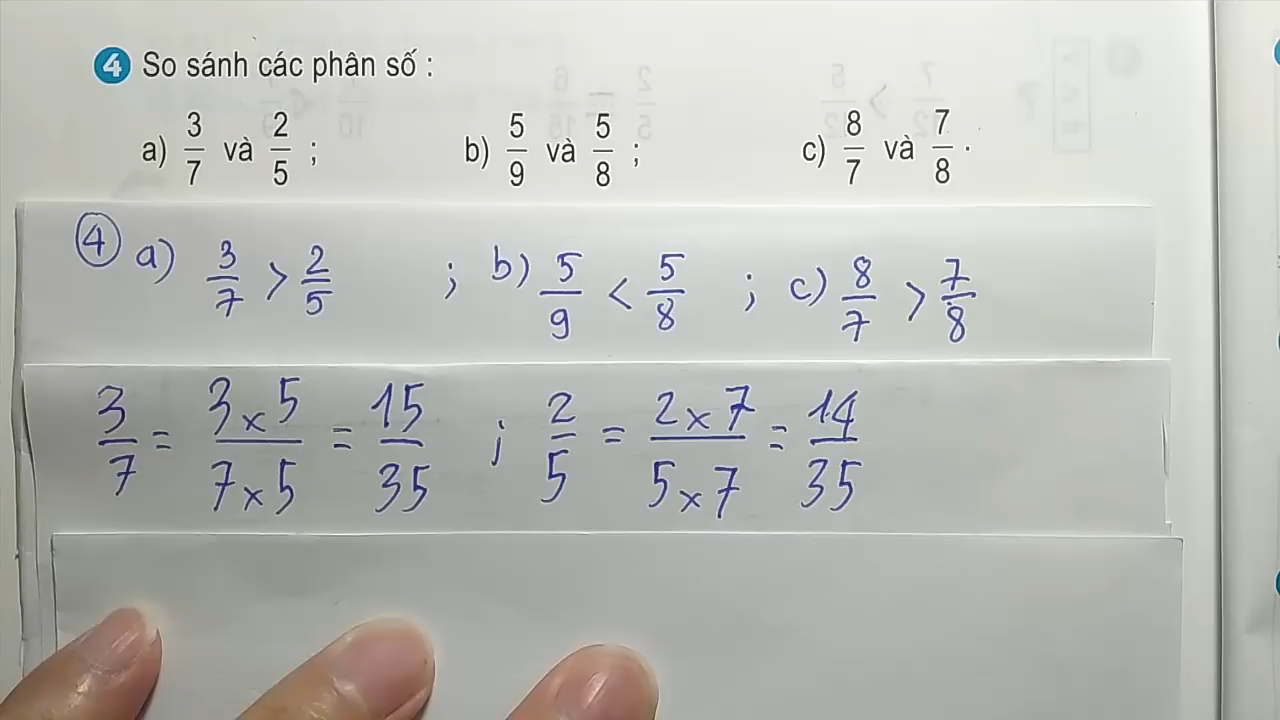 4 So sánh các phân số :
a) 3/7 và 2/5 ; b) 5/9 và 5/8 ; c) 8/7 và 7/8 .
4 a) 3/7 > 2/5 ; b) 5/9 < 5/8 ; c) 8/7 > 7/8
3/7 = 3 x 5 / 7 x 5 = 15/35 ; 2/5 = 2 x 7 / 5 x 7 = 14/35